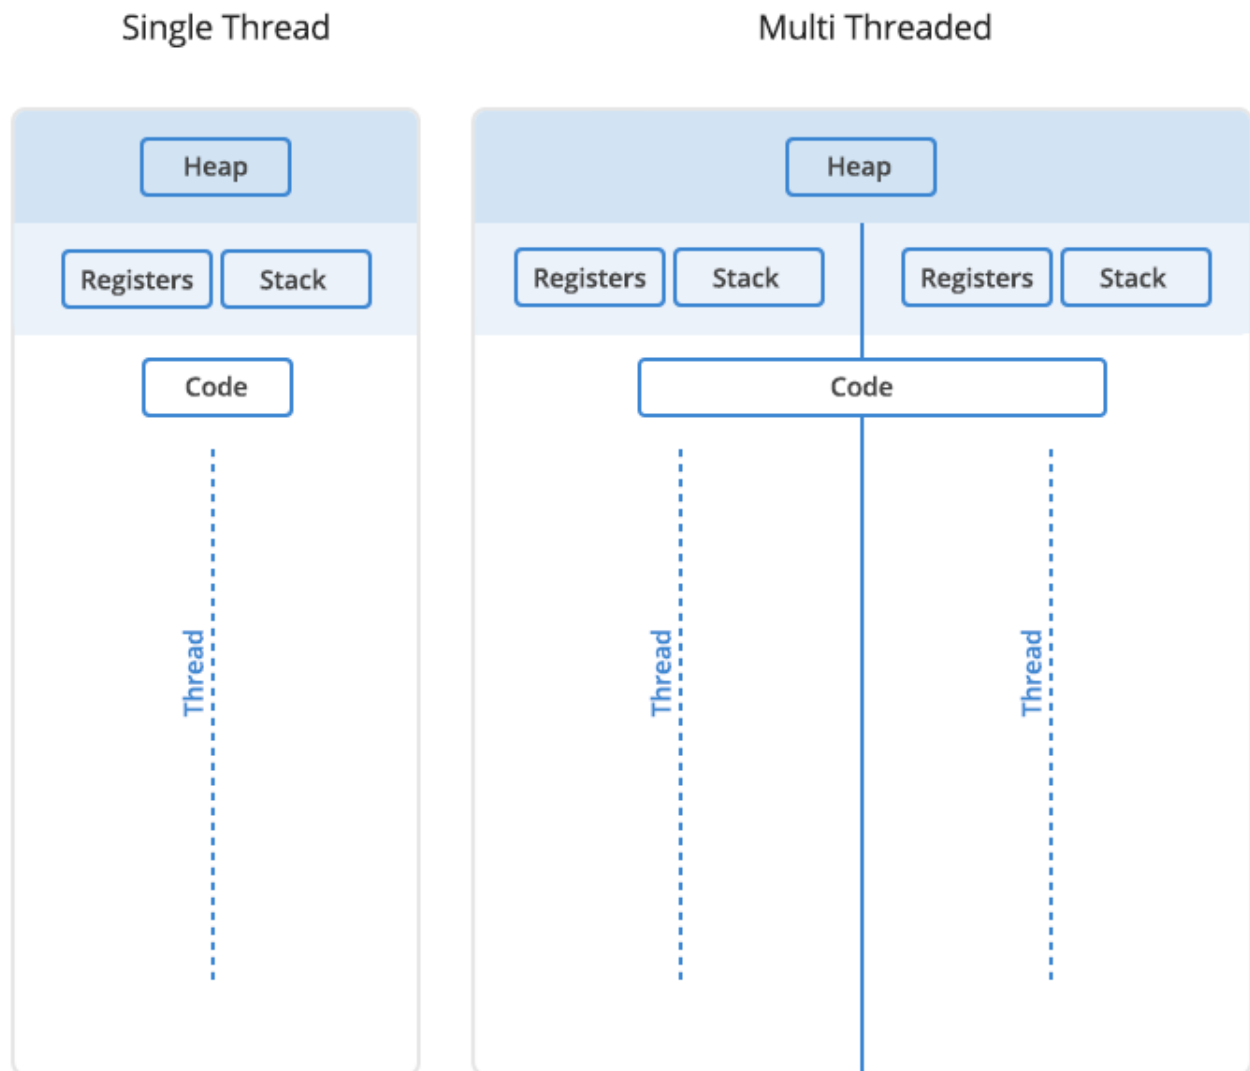 Single Thread
Multi Threaded
Heap
Registers Stack
Code
Thread
Heap
Registers Stack Registers Stack
Code
Thread Thread